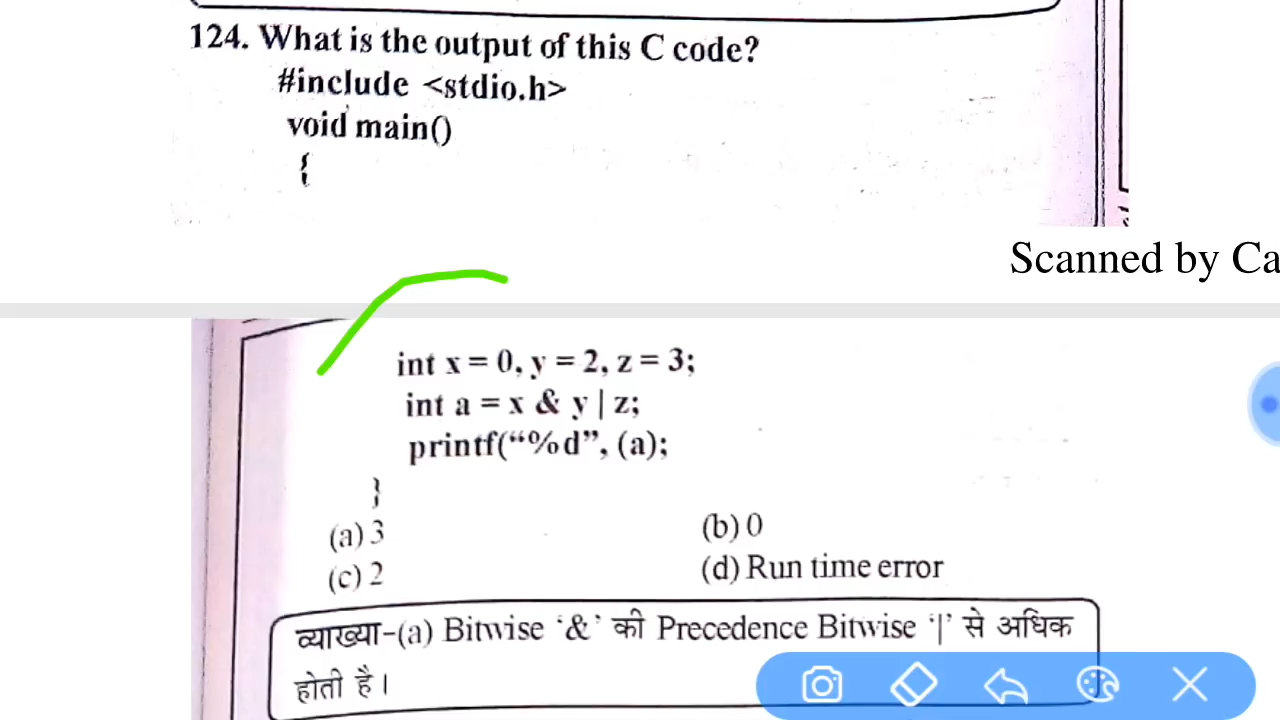 124. What is the output of this C code?
#include <stdio.h>
void main()
{
Scanned by Ca
int x = 0, y = 2, z = 3;
int a = x & y | z;
printf(“%d”, (a);
}
(a) 3 (b) 0
(c) 2 (d) Run time error
व्याख्या–(a) Bitwise ‘&’ की Precedence Bitwise ‘|’ से अधिक
होती है।